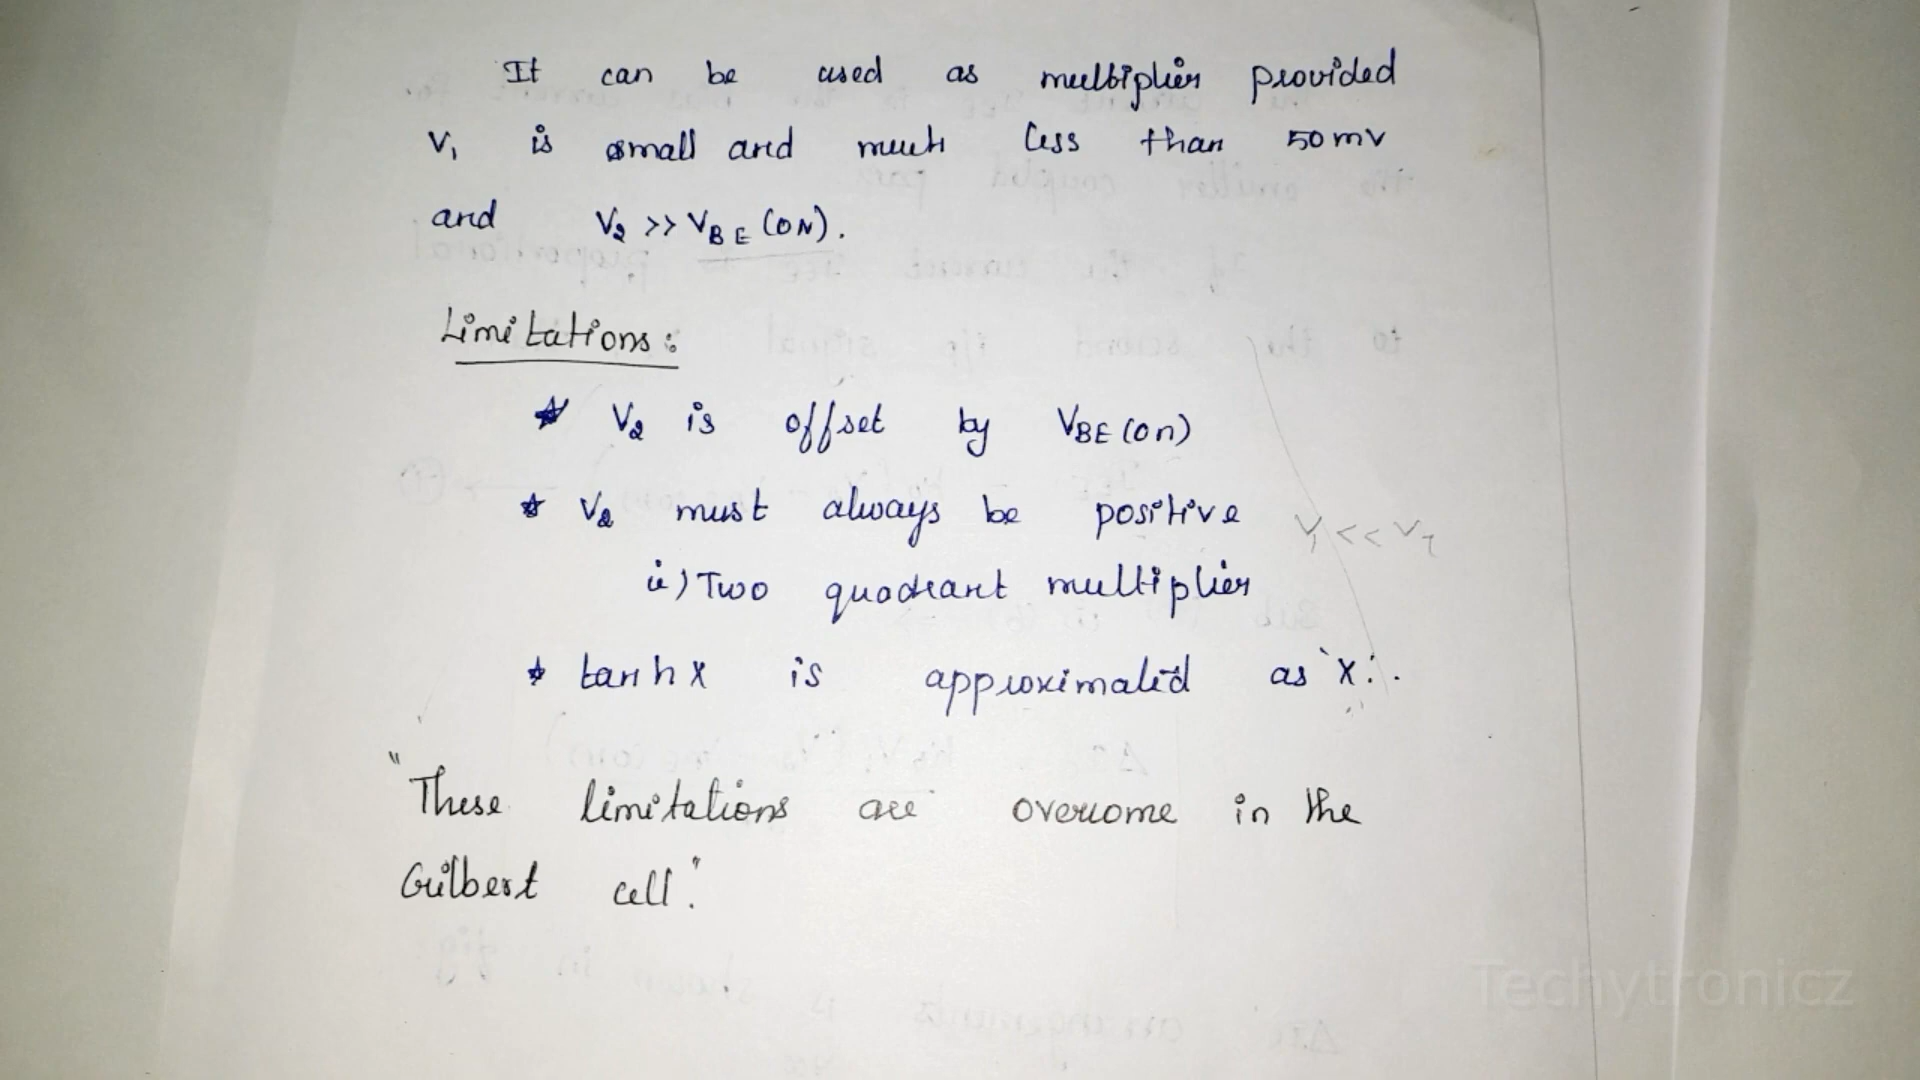 It can be used as multiplier provided
V1 is small and much less than 50mv
and V2 >> VBE (ON).
Limitations:
* V2 is offset by VBE (on)
* V2 must always be positive
ie) Two quadrant multiplier
V1 << VT
* tanh x is approximated as `x'.
"These limitations are overcome in the
Gilbert cell".
Techytronicz